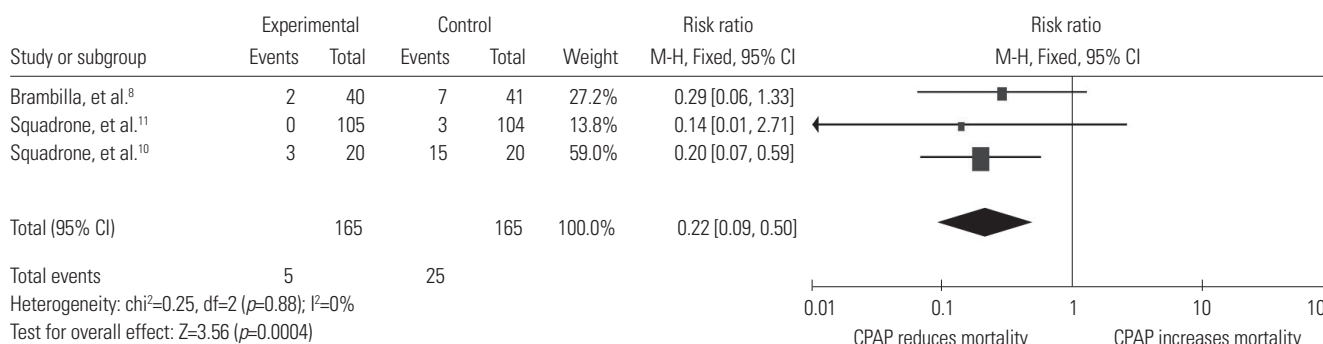 Experimental Control Risk ratio Risk ratio
Study or subgroup Events Total Events Total Weight M-H, Fixed, 95% CI M-H, Fixed, 95% CI
Brambilla, et al.⁸ 2 40 7 41 27.2% 0.29 [0.06, 1.33]
Squadrone, et al.¹¹ 0 105 3 104 13.8% 0.14 [0.01, 2.71]
Squadrone, et al.¹⁰ 3 20 15 20 59.0% 0.20 [0.07, 0.59]
Total (95% CI) 165 165 100.0% 0.22 [0.09, 0.50]
Total events 5 25
Heterogeneity: chi²=0.25, df=2 (p=0.88); I²=0%
Test for overall effect: Z=3.56 (p=0.0004)
0.01 0.1 1 10
CPAP reduces mortality CPAP increases mortality